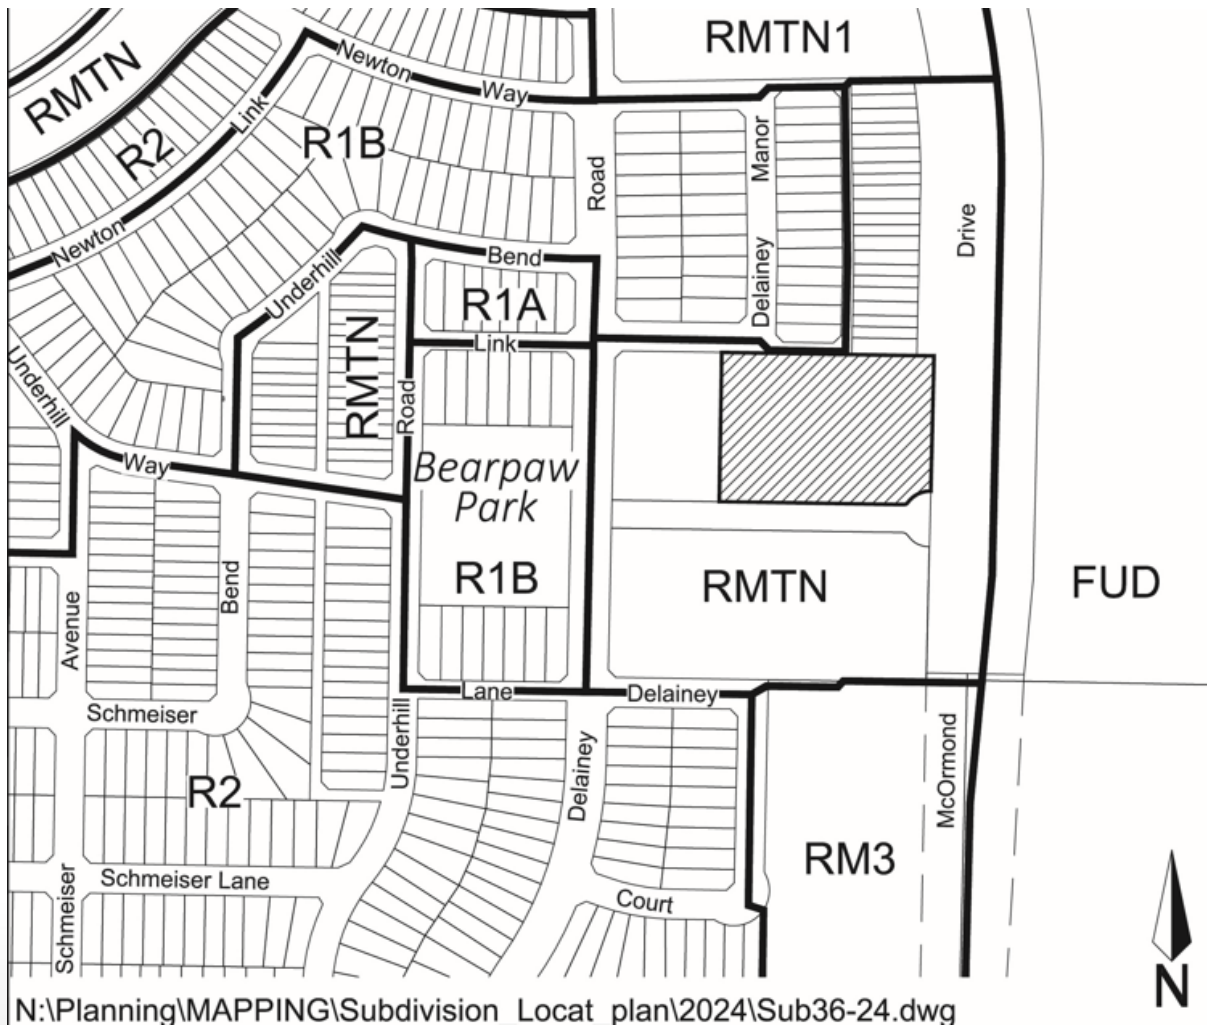 RMTN1
RMTN
Newton
Way
Link
R2
R1B
Manor
Road
Newton
Drive
Bend
Underhill
Delainey
R1A
RMTN
Link
Underhill
Road
Way
Bearpaw
Park
R1B
RMTN
FUD
Bend
Avenue
Lane
Delainey
Schmeiser
Underhill
Delainey
McOrmond
R2
RM3
Schmeiser Lane
Court
Schmeiser
N
N:\Planning\MAPPING\Subdivision_Locat_plan\2024\Sub36-24.dwg